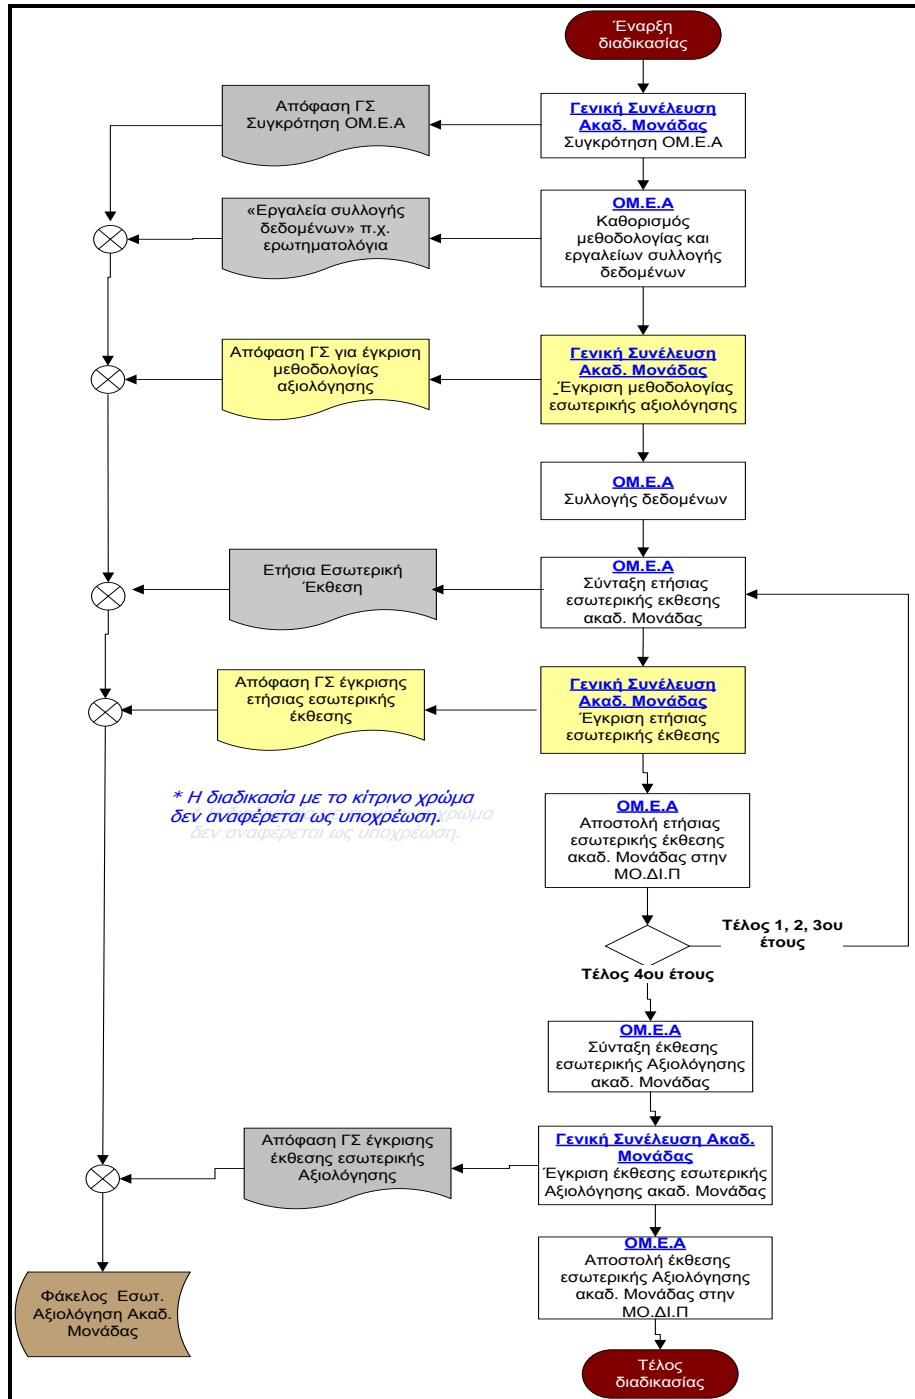 Έναρξη
διαδικασίας
Απόφαση ΓΣ
Συγκρότηση ΟΜ.Ε.Α
Γενική Συνέλευση
Ακαδ. Μονάδας
Συγκρότηση ΟΜ.Ε.Α
«Εργαλεία συλλογής
δεδομένων» π.χ.
ερωτηματολόγια
ΟΜ.Ε.Α
Καθορισμός
μεθοδολογίας και
εργαλείων συλλογής
δεδομένων
Απόφαση ΓΣ για έγκριση
μεθοδολογίας
αξιολόγησης
Γενική Συνέλευση
Ακαδ. Μονάδας
Έγκριση μεθοδολογίας
εσωτερικής αξιολόγησης
ΟΜ.Ε.Α
Συλλογής δεδομένων
Ετήσια Εσωτερική
Έκθεση
ΟΜ.Ε.Α
Σύνταξη ετήσιας
εσωτερικής εκθεσης
ακαδ. Μονάδας
Απόφαση ΓΣ έγκρισης
ετήσιας εσωτερικής
έκθεσης
Γενική Συνέλευση
Ακαδ. Μονάδας
Έγκριση ετήσιας
εσωτερικής έκθεσης
* Η διαδικασία με το κίτρινο χρώμα
δεν αναφέρεται ως υποχρέωση.
ΟΜ.Ε.Α
Αποστολή ετήσιας
εσωτερικής έκθεσης
ακαδ. Μονάδας στην
ΜΟ.ΔΙ.Π
Τέλος 1, 2, 3ου
έτους
Τέλος 4ου έτους
ΟΜ.Ε.Α
Σύνταξη έκθεσης
εσωτερικής Αξιολόγησης
ακαδ. Μονάδας
Απόφαση ΓΣ έγκρισης
έκθεσης εσωτερικής
Αξιολόγησης
Γενική Συνέλευση Ακαδ.
Μονάδας
Έγκριση έκθεσης εσωτερικής
Αξιολόγησης ακαδ. Μονάδας
ΟΜ.Ε.Α
Αποστολή έκθεσης
εσωτερικής Αξιολόγησης
ακαδ. Μονάδας στην
ΜΟ.ΔΙ.Π
Φάκελος Εσωτ.
Αξιολόγηση Ακαδ.
Μονάδας
Τέλος
διαδικασίας